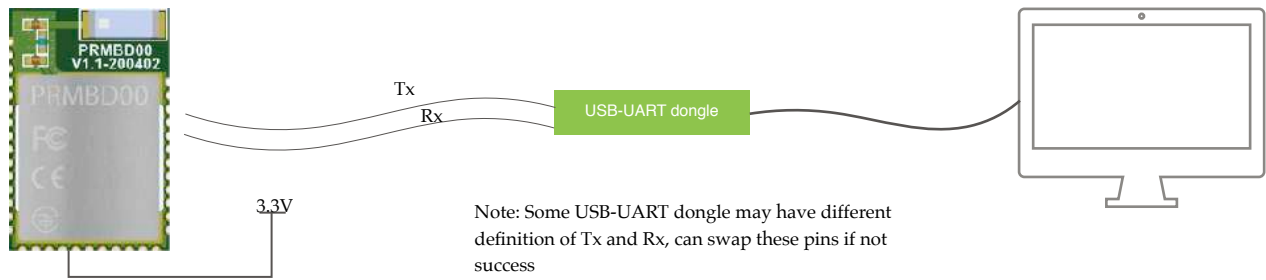 PRMBD00
V1.1-200402
PRMBD00
FC
CE
Tx
Rx
USB-UART dongle
3.3V
Note: Some USB-UART dongle may have different
definition of Tx and Rx, can swap these pins if not
success